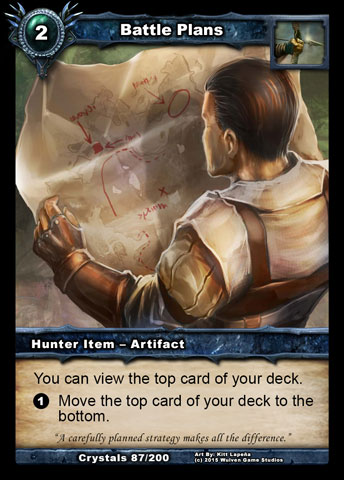 2
Battle Plans
Hunter Item – Artifact
You can view the top card of your deck.
1 Move the top card of your deck to the
bottom.
"A carefully planned strategy makes all the difference."
Crystals 87/200
Art By: Kitt Lapeña
(c) 2015 Wulven Game Studios